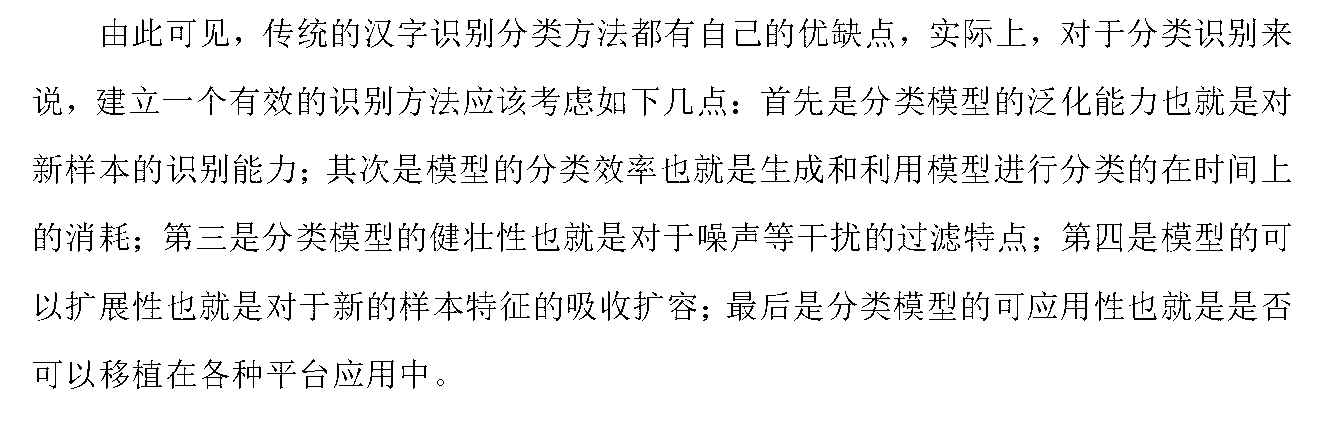 由此可见，传统的汉字识别分类方法都有自己的优缺点，实际上，对于分类识别来
说，建立一个有效的识别方法应该考虑如下几点：首先是分类模型的泛化能力也就是对
新样本的识别能力；其次是模型的分类效率也就是生成和利用模型进行分类的在时间上
的消耗；第三是分类模型的健壮性也就是对于噪声等干扰的过滤特点；第四是模型的可
以扩展性也就是对于新的样本特征的吸收扩容；最后是分类模型的可应用性也就是是否
可以移植在各种平台应用中。